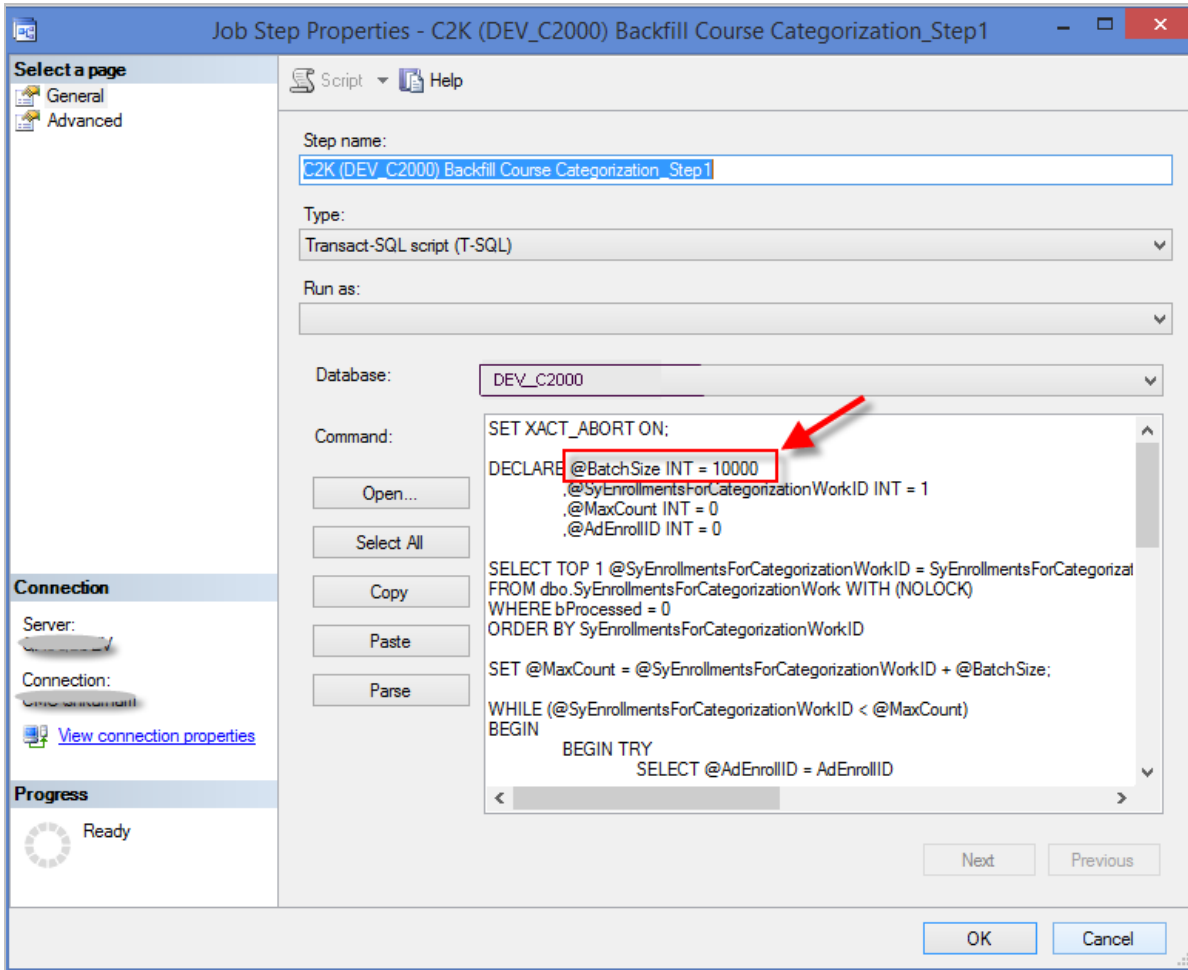 Job Step Properties - C2K (DEV_C2000) Backfill Course Categorization_Step1
Select a page
General
Advanced
Script
Help
Step name:
C2K (DEV_C2000) Backfill Course Categorization_Step1
Type:
Transact-SQL script (T-SQL)
Run as:
Database:
DEV_C2000
Command:
Open...
Select All
Copy
Paste
Parse
SET XACT_ABORT ON;
DECLARE @BatchSize INT = 10000
,@SyEnrollmentsForCategorizationWorkID INT = 1
,@MaxCount INT = 0
,@AdEnrollID INT = 0
SELECT TOP 1 @SyEnrollmentsForCategorizationWorkID = SyEnrollmentsForCategorizat
FROM dbo.SyEnrollmentsForCategorizationWork WITH (NOLOCK)
WHERE bProcessed = 0
ORDER BY SyEnrollmentsForCategorizationWorkID
SET @MaxCount = @SyEnrollmentsForCategorizationWorkID + @BatchSize;
WHILE (@SyEnrollmentsForCategorizationWorkID < @MaxCount)
BEGIN
BEGIN TRY
SELECT @AdEnrollID = AdEnrollID
Connection
Server:
Connection:
View connection properties
Progress
Ready
Next
Previous
OK
Cancel